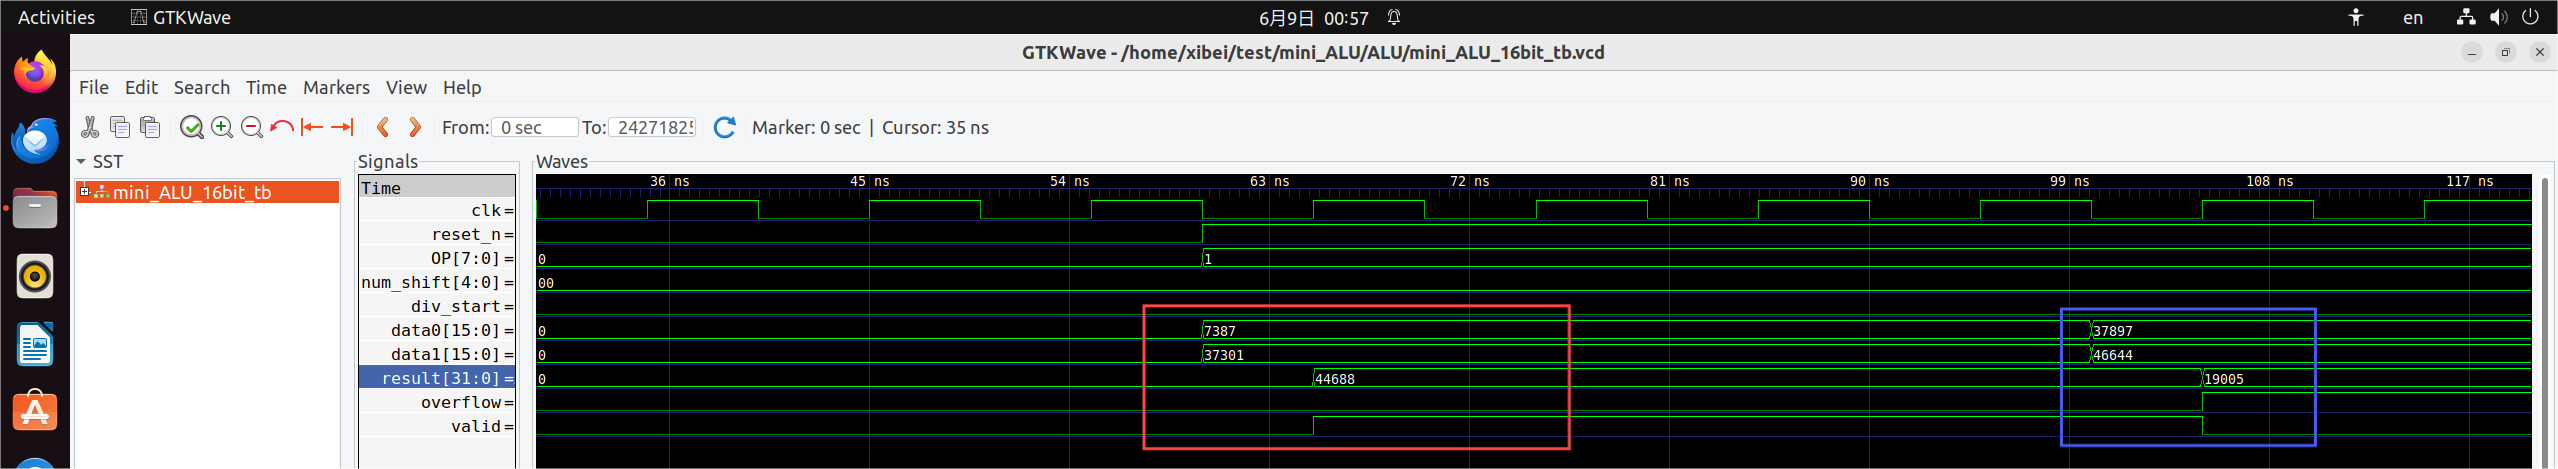 Activities GTKWave 6月9日 00:57 en
GTKWave - /home/xibei/test/mini_ALU/ALU/mini_ALU_16bit_tb.vcd
File Edit Search Time Markers View Help
From: 0 sec To: 24271825 Marker: 0 sec | Cursor: 35 ns
SST
mini_ALU_16bit_tb
Signals
Time
clk=
reset_n=
OP[7:0]=
num_shift[4:0]=
div_start=
data0[15:0]=
data1[15:0]=
result[31:0]=
overflow=
valid=
Waves
36 ns 45 ns 54 ns 63 ns 72 ns 81 ns 90 ns 99 ns 108 ns 117 ns
0 1
00
0 7387 37897
0 37301 46644
0 44688 19005